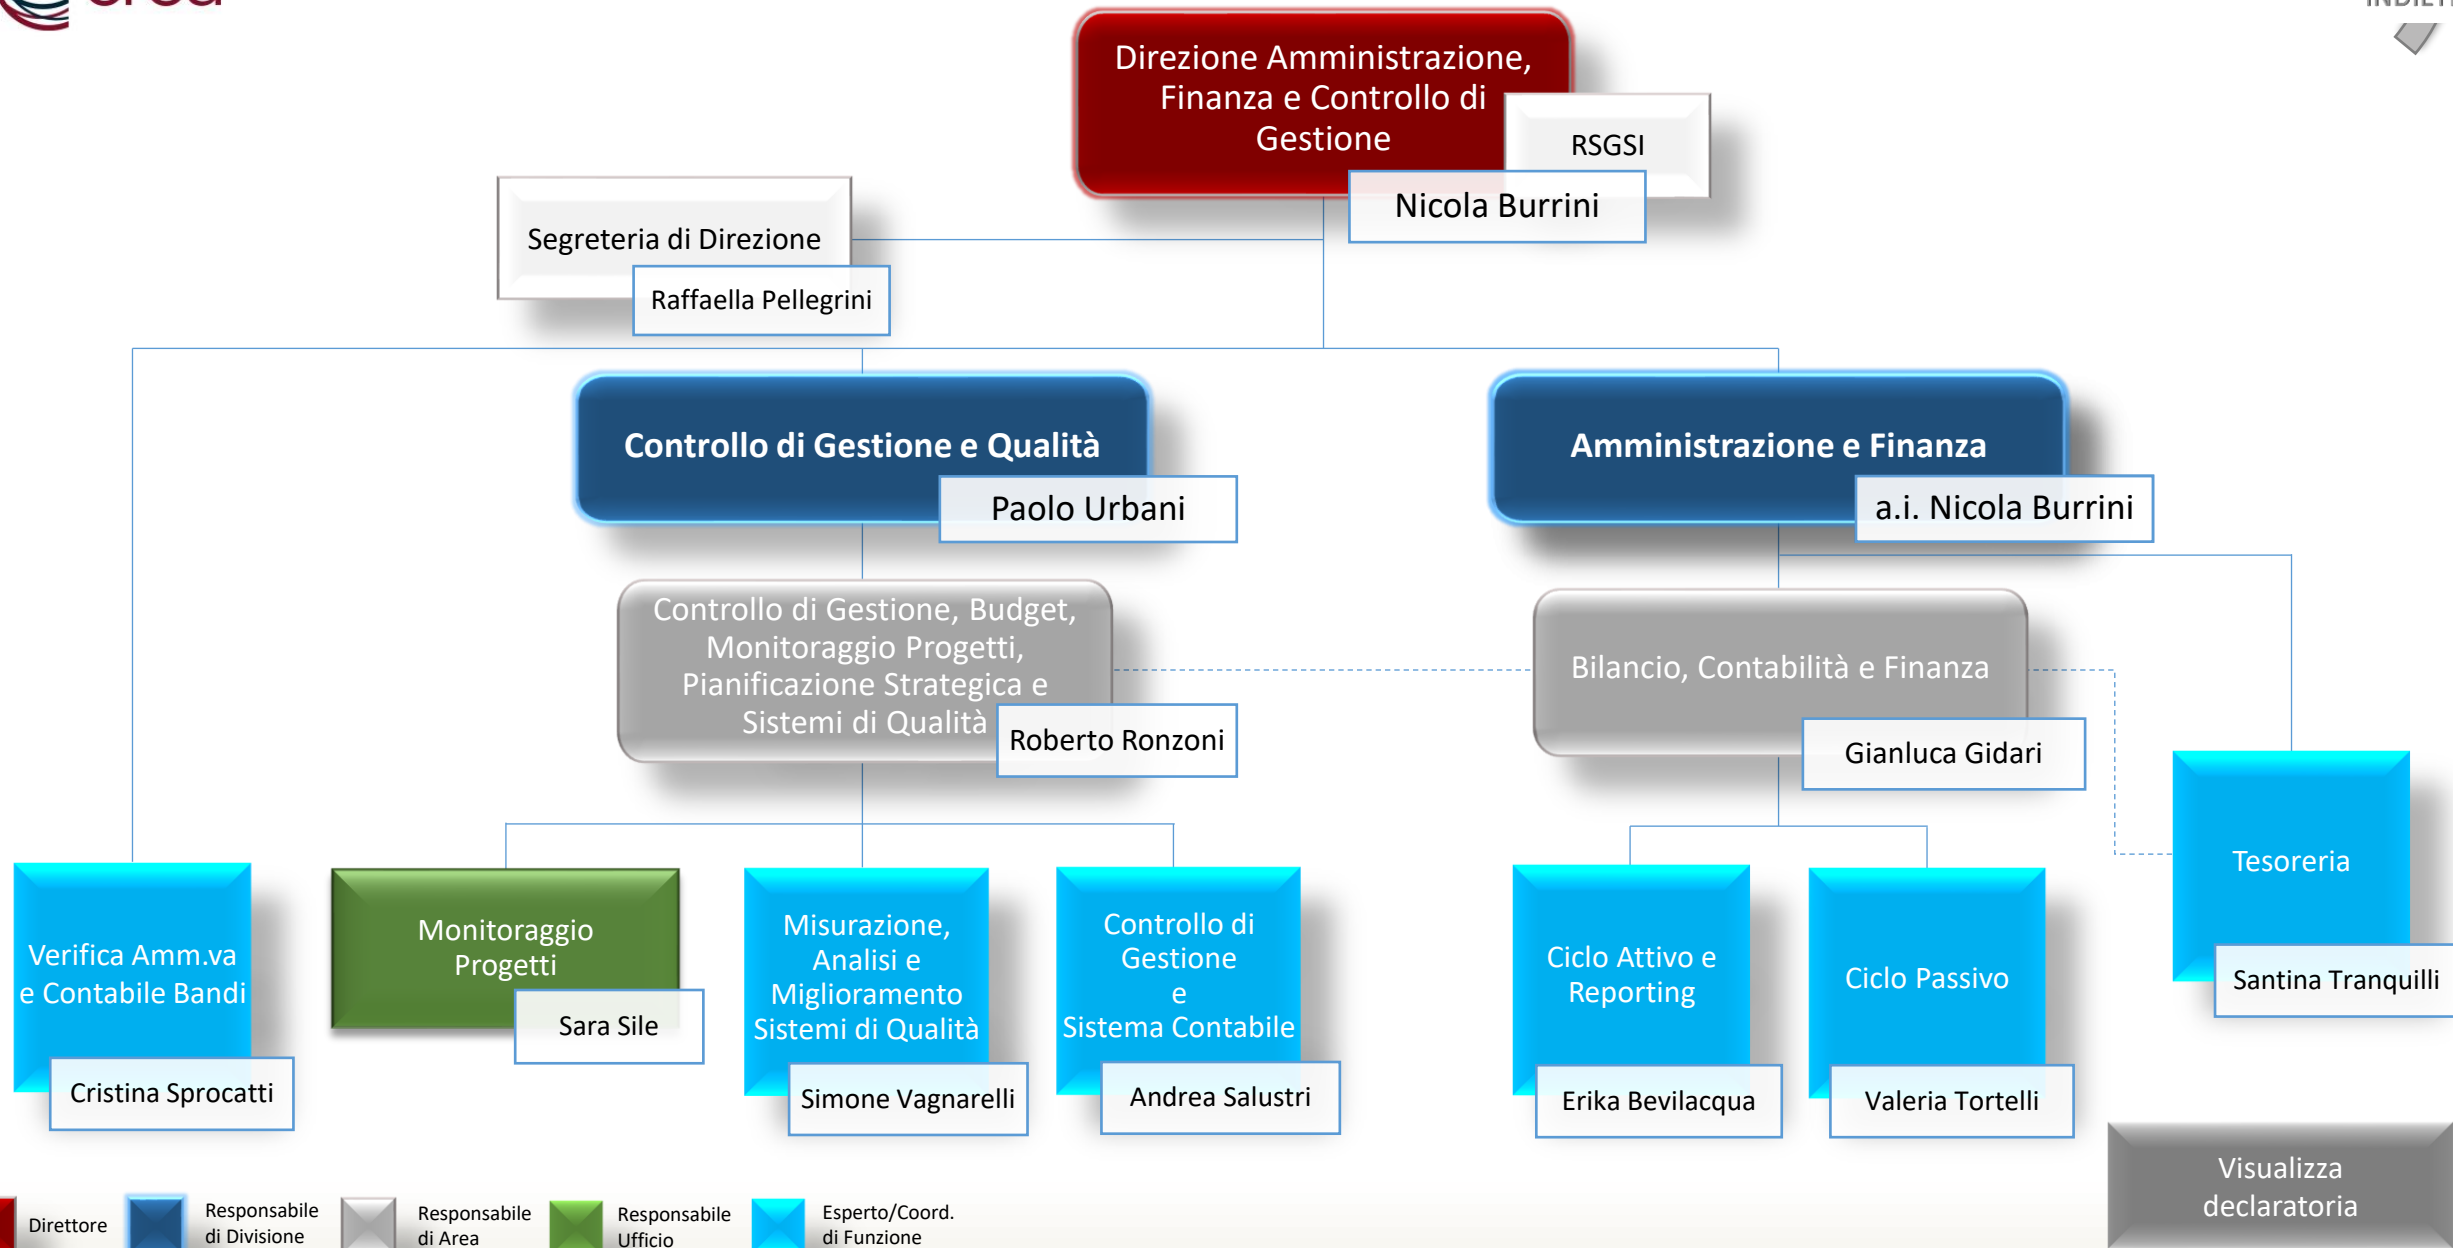 Direzione Amministrazione,
Finanza e Controllo di
Gestione
RSGSI
Nicola Burrini
Segreteria di Direzione
Raffaella Pellegrini
Controllo di Gestione e Qualità
Paolo Urbani
Amministrazione e Finanza
a.i. Nicola Burrini
Controllo di Gestione, Budget,
Monitoraggio Progetti,
Pianificazione Strategica e
Sistemi di Qualità
Roberto Ronzoni
Bilancio, Contabilità e Finanza
Gianluca Gidari
Tesoreria
Santina Tranquilli
Verifica Amm.va
e Contabile Bandi
Cristina Sprocatti
Monitoraggio
Progetti
Sara Sile
Misurazione,
Analisi e
Miglioramento
Sistemi di Qualità
Simone Vagnarelli
Controllo di
Gestione
e
Sistema Contabile
Andrea Salustri
Ciclo Attivo e
Reporting
Erika Bevilacqua
Ciclo Passivo
Valeria Tortelli
Visualizza
declaratoria
Direttore
Responsabile
di Divisione
Responsabile
di Area
Responsabile
Ufficio
Esperto/Coord.
di Funzione